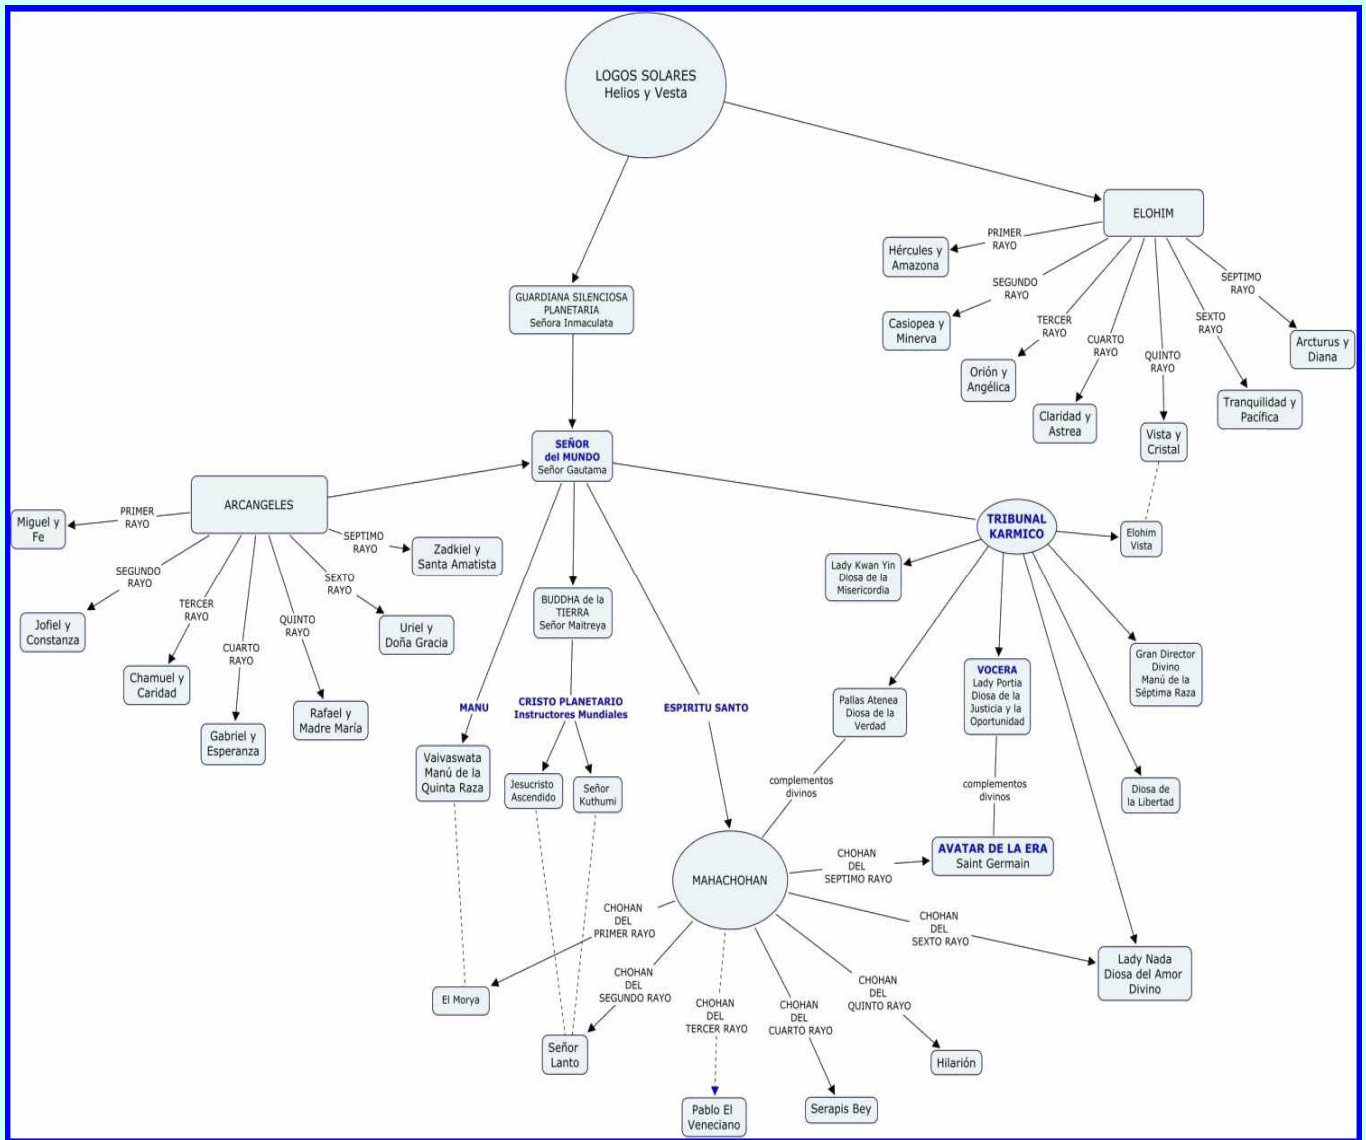 LOGOS SOLARES
Helios y Vesta
ELOHIM
PRIMER
RAYO
Hércules y
Amazona
SEGUNDO
RAYO
Casiopea y
Minerva
TERCER
RAYO
Orión y
Angélica
CUARTO
RAYO
Claridad y
Astrea
QUINTO
RAYO
Vista y
Cristal
SEXTO
RAYO
Tranquilidad y
Pacífica
SEPTIMO
RAYO
Arcturus y
Diana
GUARDIANA SILENCIOSA
PLANETARIA
Señora Inmaculata
SEÑOR
del MUNDO
Señor Gautama
ARCANGELES
PRIMER
RAYO
Miguel y
Fe
SEGUNDO
RAYO
Jofiel y
Constanza
TERCER
RAYO
Chamuel y
Caridad
CUARTO
RAYO
Gabriel y
Esperanza
QUINTO
RAYO
Rafael y
Madre María
SEXTO
RAYO
Uriel y
Doña Gracia
SEPTIMO
RAYO
Zadkiel y
Santa Amatista
TRIBUNAL
KARMICO
Elohim
Vista
Lady Kwan Yin
Diosa de la
Misericordia
Pallas Atenea
Diosa de la
Verdad
VOCERA
Lady Portia
Diosa de la
Justicia y la
Oportunidad
Gran Director
Divino
Manú de la
Séptima Raza
Diosa de
la Libertad
BUDDHA de la
TIERRA
Señor Maitreya
MANU
Vaivaswata
Manú de la
Quinta Raza
CRISTO PLANETARIO
Instructores Mundiales
Jesucristo
Ascendido
Señor
Kuthumi
ESPIRITU SANTO
complementos
divinos
complementos
divinos
MAHACHOHAN
CHOHAN
DEL
SEPTIMO RAYO
AVATAR DE LA ERA
Saint Germain
CHOHAN
DEL
PRIMER RAYO
El Morya
CHOHAN
DEL
SEGUNDO RAYO
Señor
Lanto
CHOHAN
DEL
TERCER RAYO
Pablo El
Veneciano
CHOHAN
DEL
CUARTO RAYO
Serapis Bey
CHOHAN
DEL
QUINTO RAYO
Hilarión
CHOHAN
DEL
SEXTO RAYO
Lady Nada
Diosa del Amor
Divino